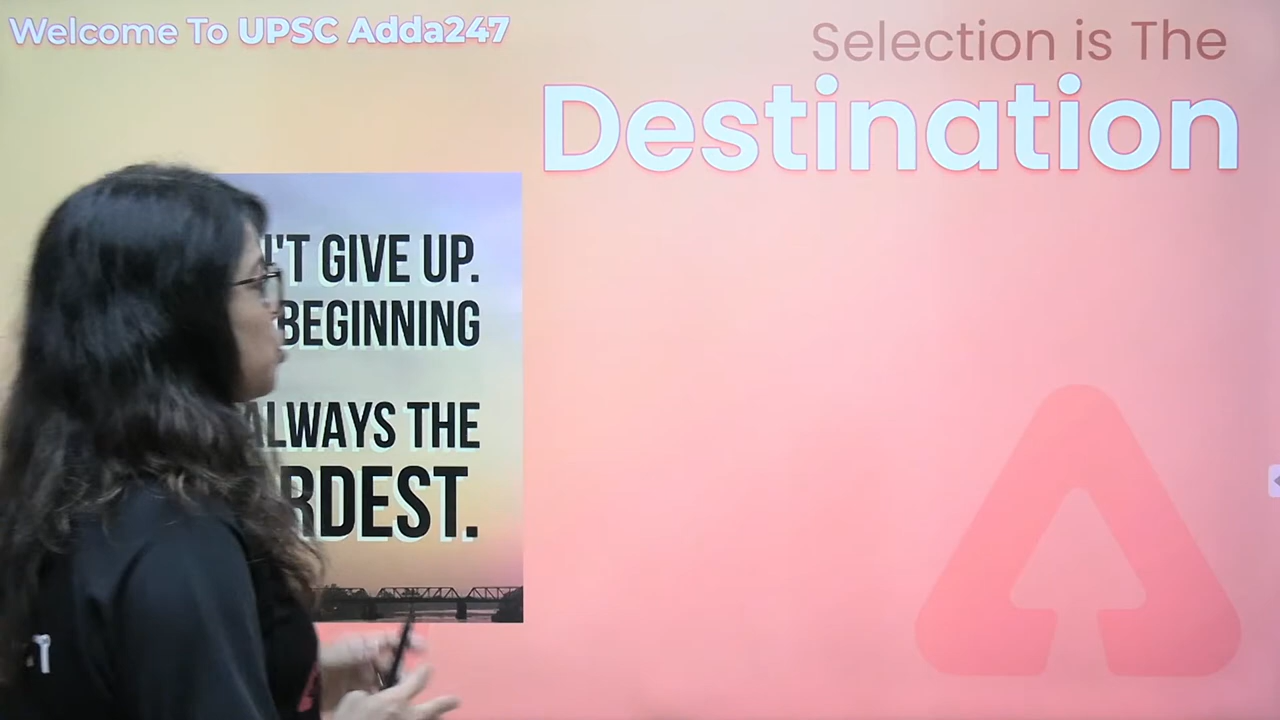 Welcome To UPSC Adda247
Selection is The
Destination
'T GIVE UP.
BEGINNING
ALWAYS THE
RDEST.